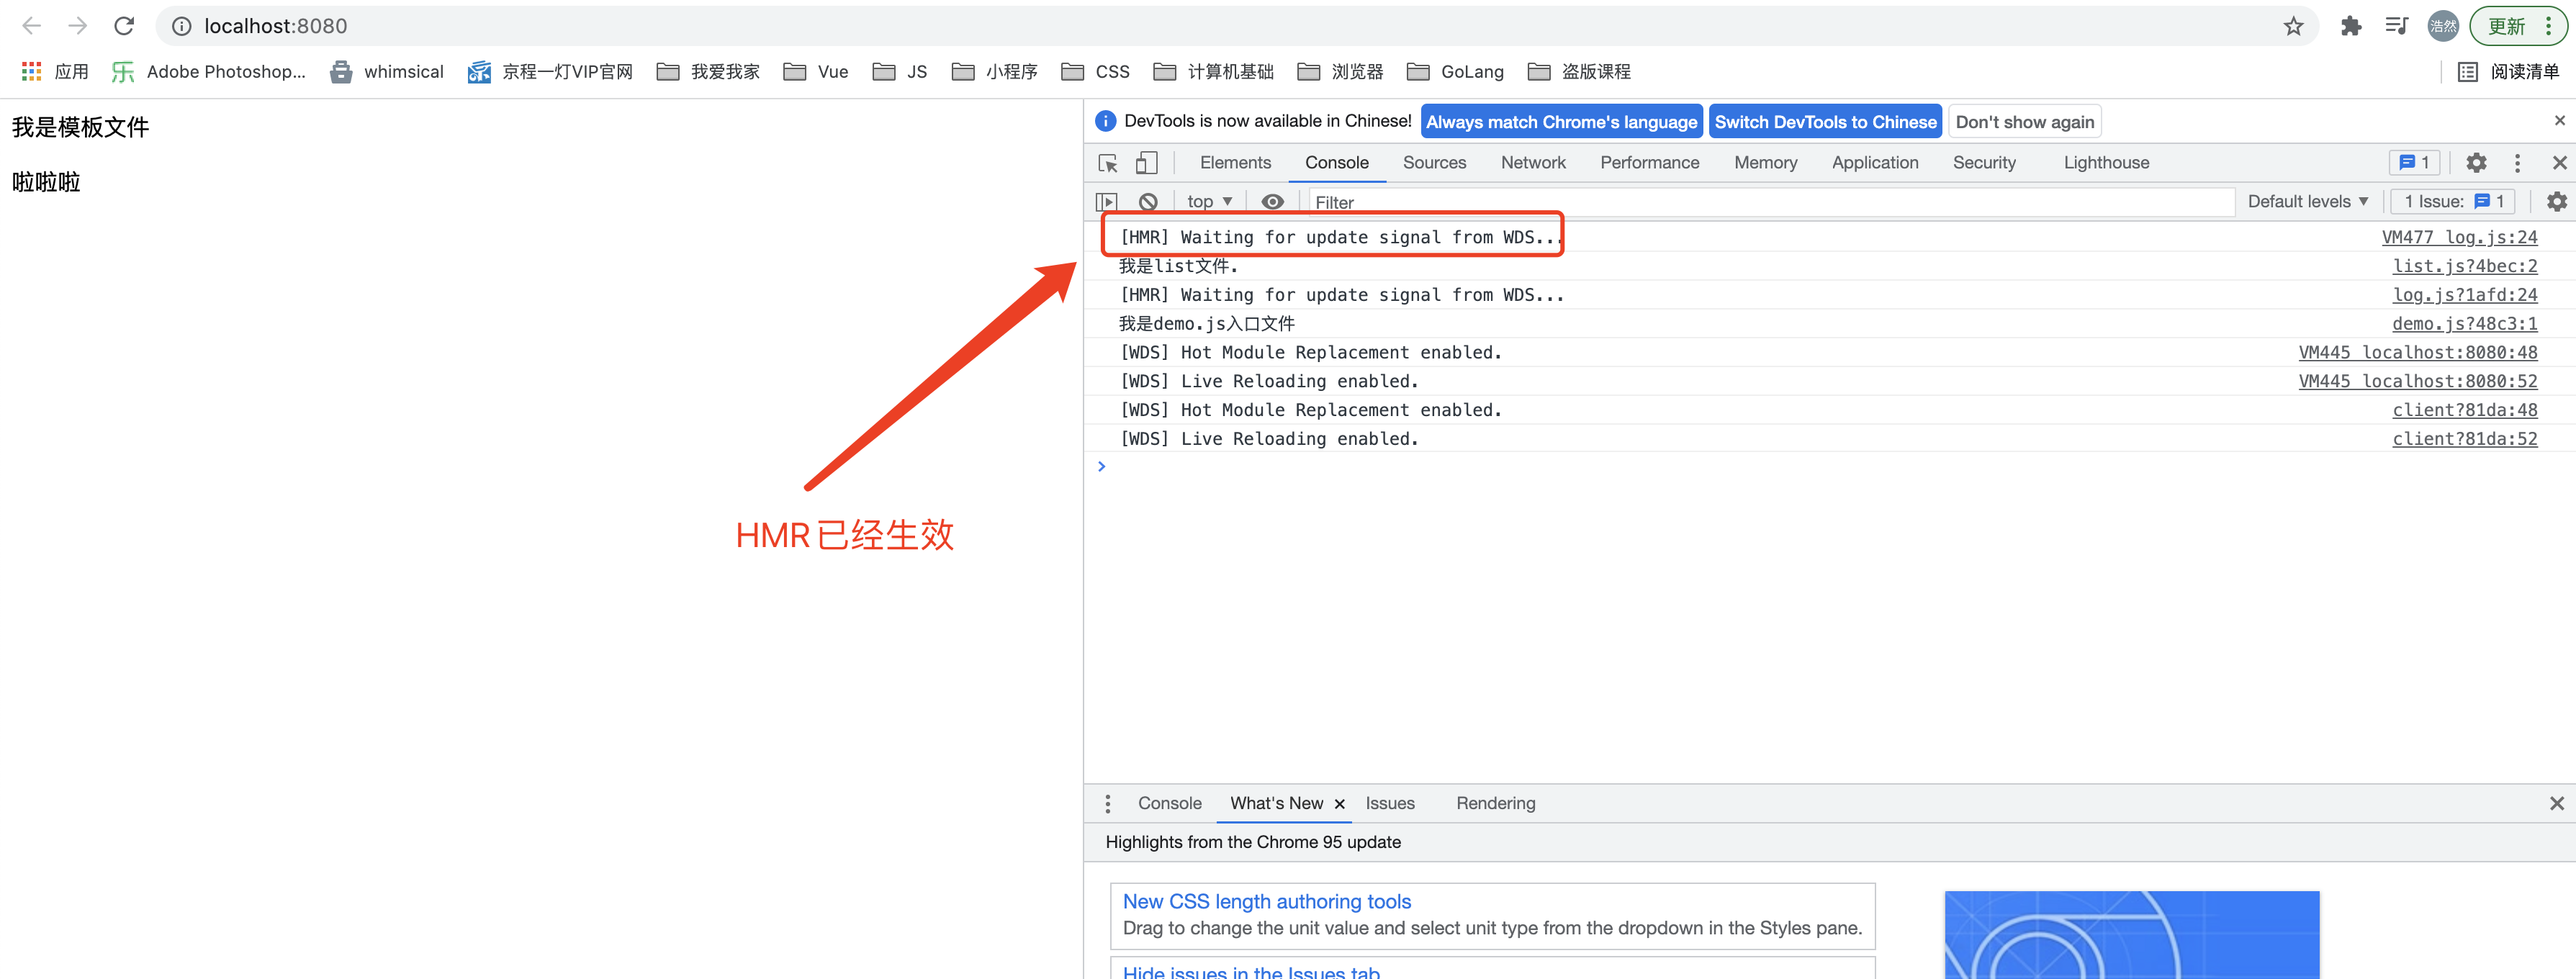 localhost:8080
浩然
更新
应用
Adobe Photoshop...
whimsical
京程一灯VIP官网
我爱我家
Vue
JS
小程序
CSS
计算机基础
浏览器
GoLang
盗版课程
阅读清单
我是模板文件
啦啦啦
HMR已经生效
DevTools is now available in Chinese!
Always match Chrome's language
Switch DevTools to Chinese
Don't show again
Elements
Console
Sources
Network
Performance
Memory
Application
Security
Lighthouse
1
top
Filter
Default levels
1 Issue:
1
[HMR] Waiting for update signal from WDS... VM477 log.js:24
我是list文件. list.js?4bec:2
[HMR] Waiting for update signal from WDS... log.js?1afd:24
我是demo.js入口文件 demo.js?48c3:1
[WDS] Hot Module Replacement enabled. VM445 localhost:8080:48
[WDS] Live Reloading enabled. VM445 localhost:8080:52
[WDS] Hot Module Replacement enabled. client?81da:48
[WDS] Live Reloading enabled. client?81da:52
Console
What's New
Issues
Rendering
Highlights from the Chrome 95 update
New CSS length authoring tools
Drag to change the unit value and select unit type from the dropdown in the Styles pane.
Hide issues in the Issues tab